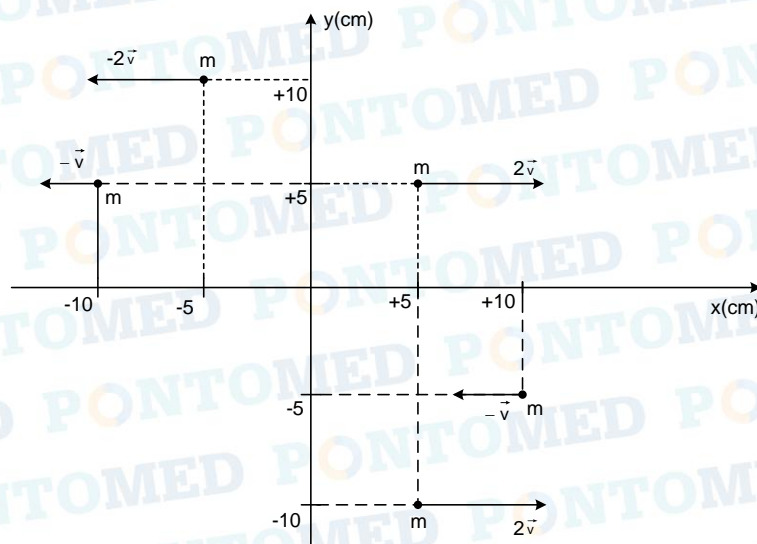 y(cm)
-2v⃗ m
+10
− v⃗
m 2v⃗
m
+5
-10 -5 +5 +10
x(cm)
-5
− v⃗ m
-10
m
2v⃗
PONTOMED